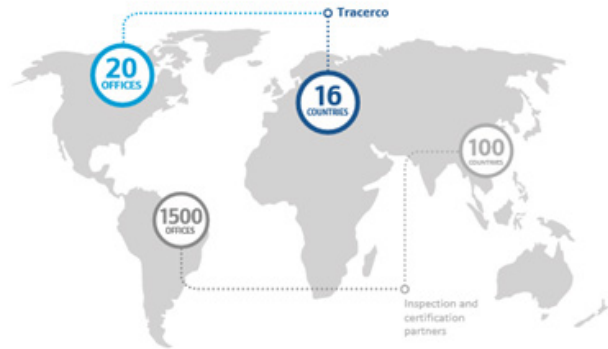 Tracerco
20
OFFICES
16
COUNTRIES
100
COUNTRIES
1500
OFFICES
Inspection and
certification
partners